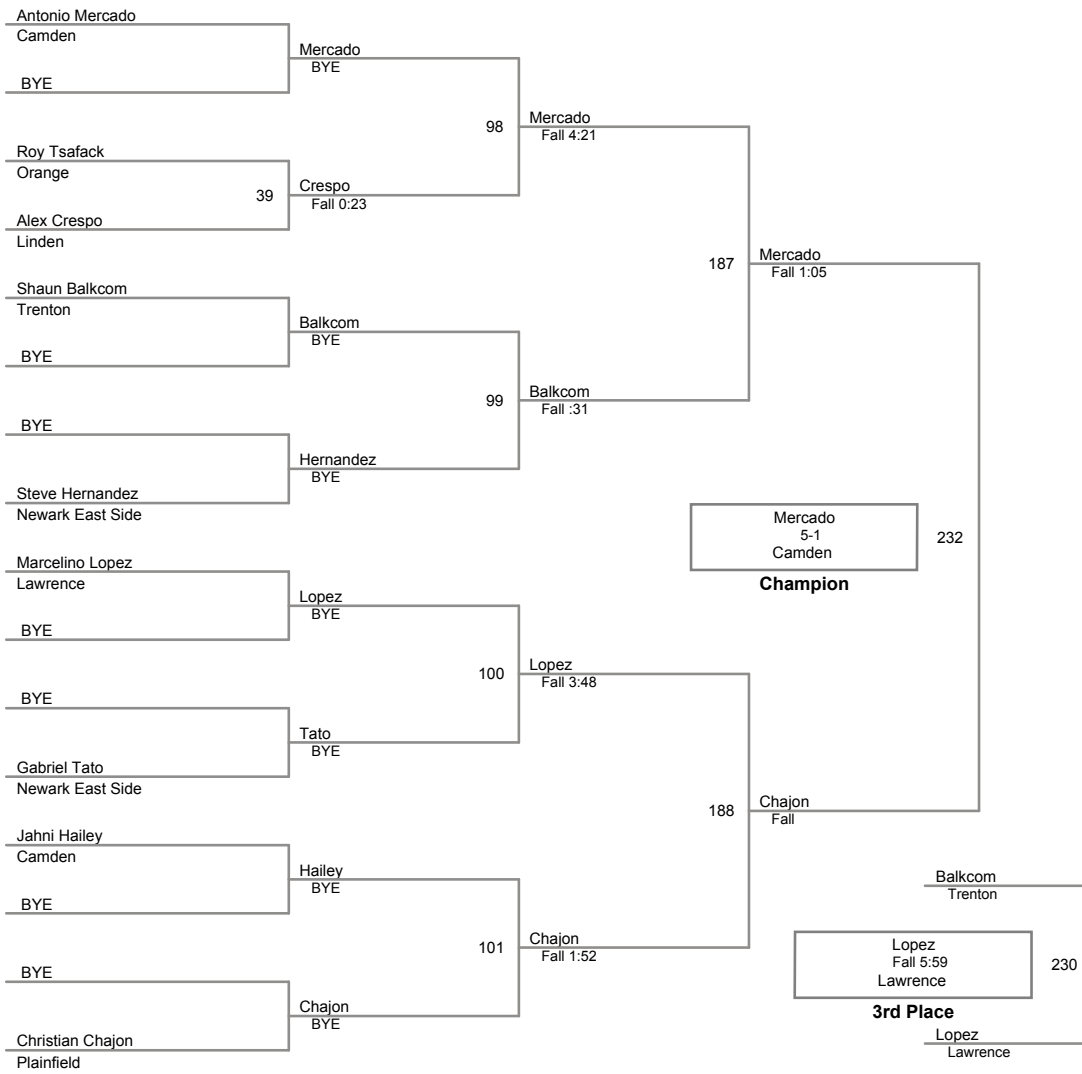 Antonio Mercado
Camden
Mercado
BYE
BYE
98
Mercado
Fall 4:21
Roy Tsafack
Orange
39
Crespo
Fall 0:23
Alex Crespo
Linden
187
Mercado
Fall 1:05
Shaun Balkcom
Trenton
Balkcom
BYE
BYE
99
Balkcom
Fall :31
BYE
Hernandez
BYE
Steve Hernandez
Newark East Side
Mercado
5-1
Camden
232
Champion
Marcelino Lopez
Lawrence
Lopez
BYE
BYE
100
Lopez
Fall 3:48
BYE
Tato
BYE
Gabriel Tato
Newark East Side
188
Chajon
Fall
Jahni Hailey
Camden
Hailey
BYE
BYE
101
Chajon
Fall 1:52
BYE
Chajon
BYE
Christian Chajon
Plainfield
Balkcom
Trenton
Lopez
Fall 5:59
Lawrence
230
3rd Place
Lopez
Lawrence